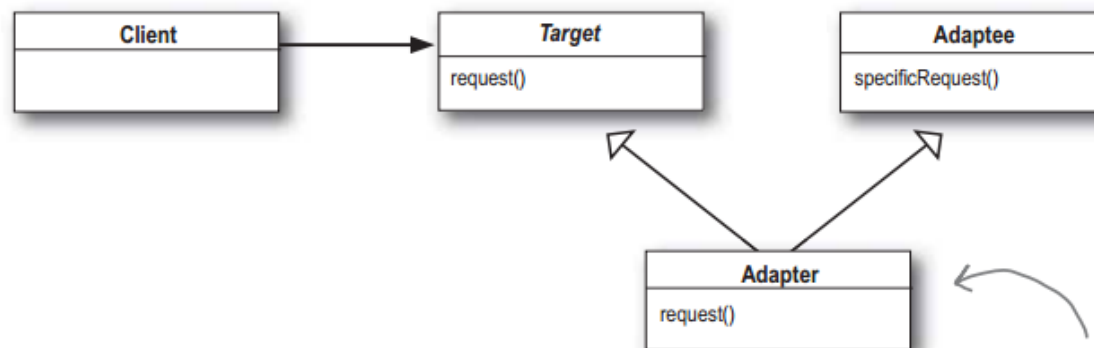 Client
Target
request()
Adaptee
specificRequest()
Adapter
request()